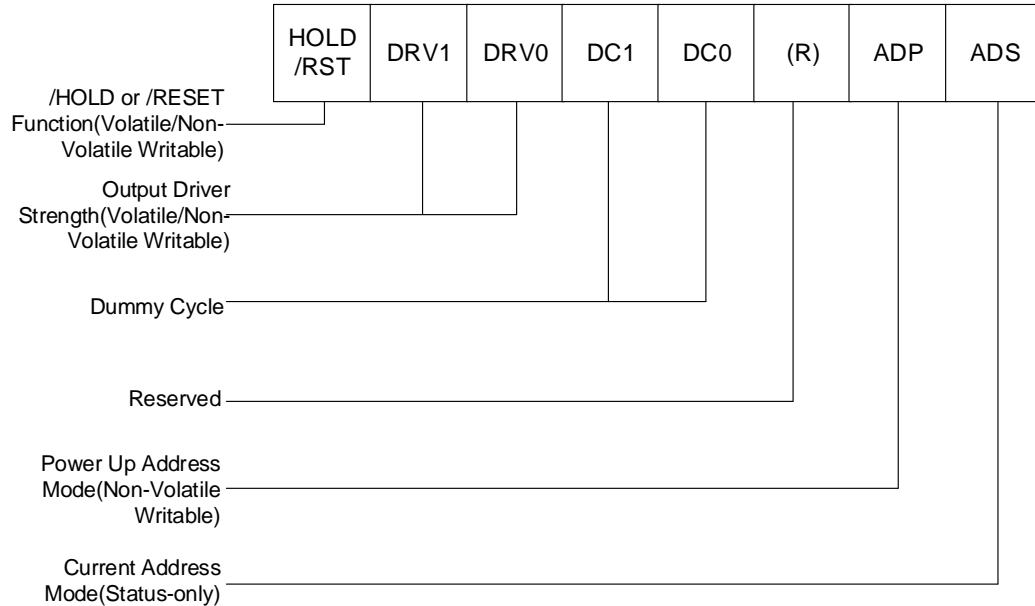 HOLD
/RST
DRV1
DRV0
DC1
DC0
(R)
ADP
ADS
/HOLD or /RESET
Function(Volatile/Non-
Volatile Writable)
Output Driver
Strength(Volatile/Non-
Volatile Writable)
Dummy Cycle
Reserved
Power Up Address
Mode(Non-Volatile
Writable)
Current Address
Mode(Status-only)